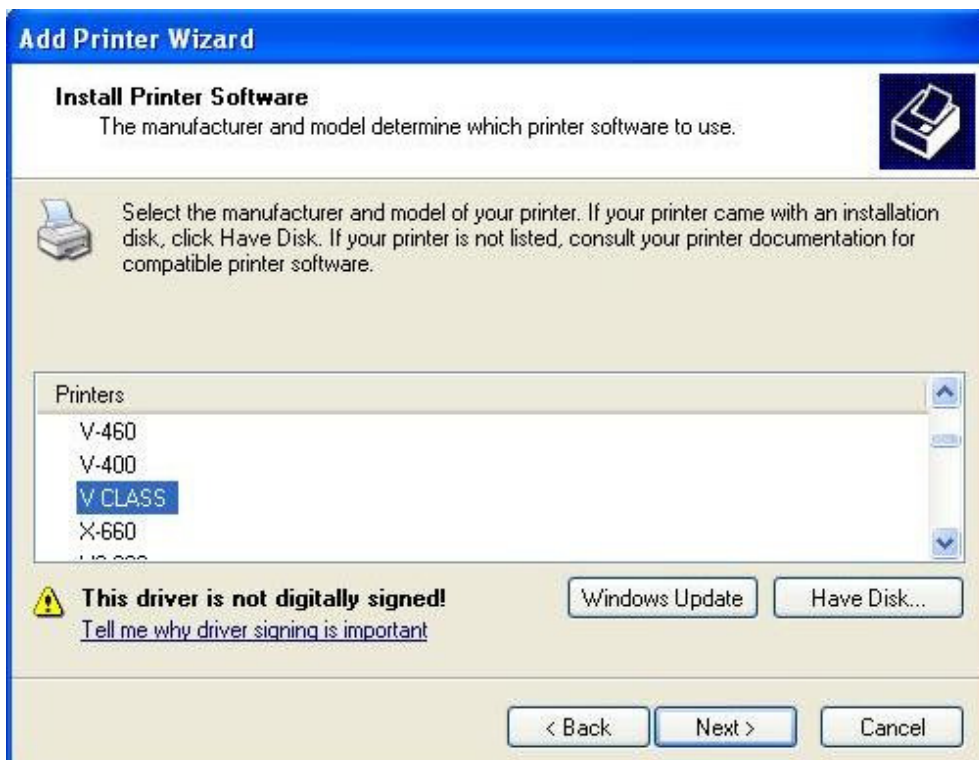 Add Printer Wizard
Install Printer Software
The manufacturer and model determine which printer software to use.
Select the manufacturer and model of your printer. If your printer came with an installation
disk, click Have Disk. If your printer is not listed, consult your printer documentation for
compatible printer software.
Printers
V-460
V-400
V CLASS
X-660
This driver is not digitally signed!
Tell me why driver signing is important
Windows Update
Have Disk...
< Back
Next >
Cancel